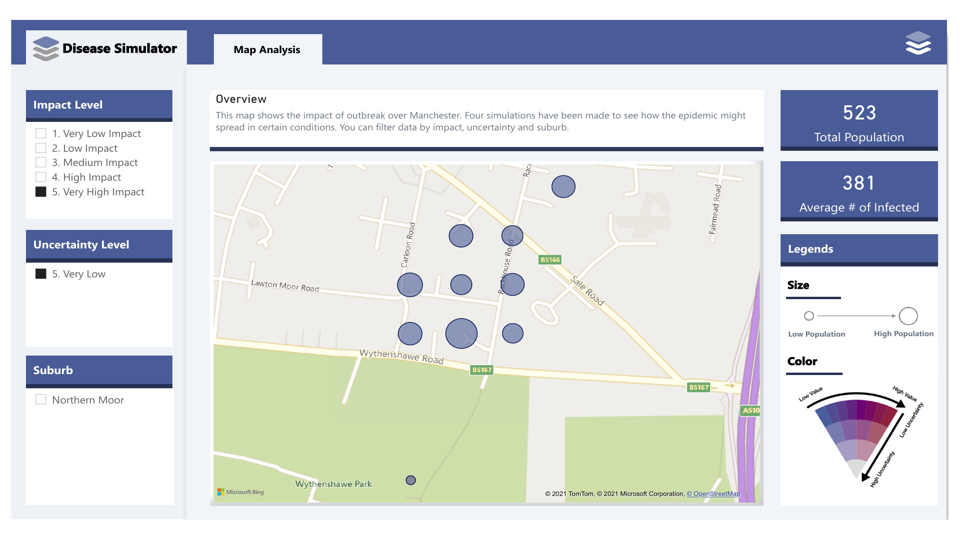 Disease Simulator
Map Analysis
Impact Level
1. Very Low Impact
2. Low Impact
3. Medium Impact
4. High Impact
5. Very High Impact
Uncertainty Level
5. Very Low
Suburb
Northern Moor
Overview
This map shows the impact of outbreak over Manchester. Four simulations have been made to see how the epidemic might
spread in certain conditions. You can filter data by impact, uncertainty and suburb.
Rac
Fairmead Road
Carloon Road
B5166
Sale Road
Lawton Moor Road
Wythenshawe Road
B5167
B5167
A510
Wythenshawe Park
Microsoft Bing
© 2021 TomTom, © 2021 Microsoft Corporation, © OpenStreetMap
523
Total Population
381
Average # of Infected
Legends
Size
Low Population
High Population
Color
Low Value
High Value
Low Uncertainty
High Uncertainty